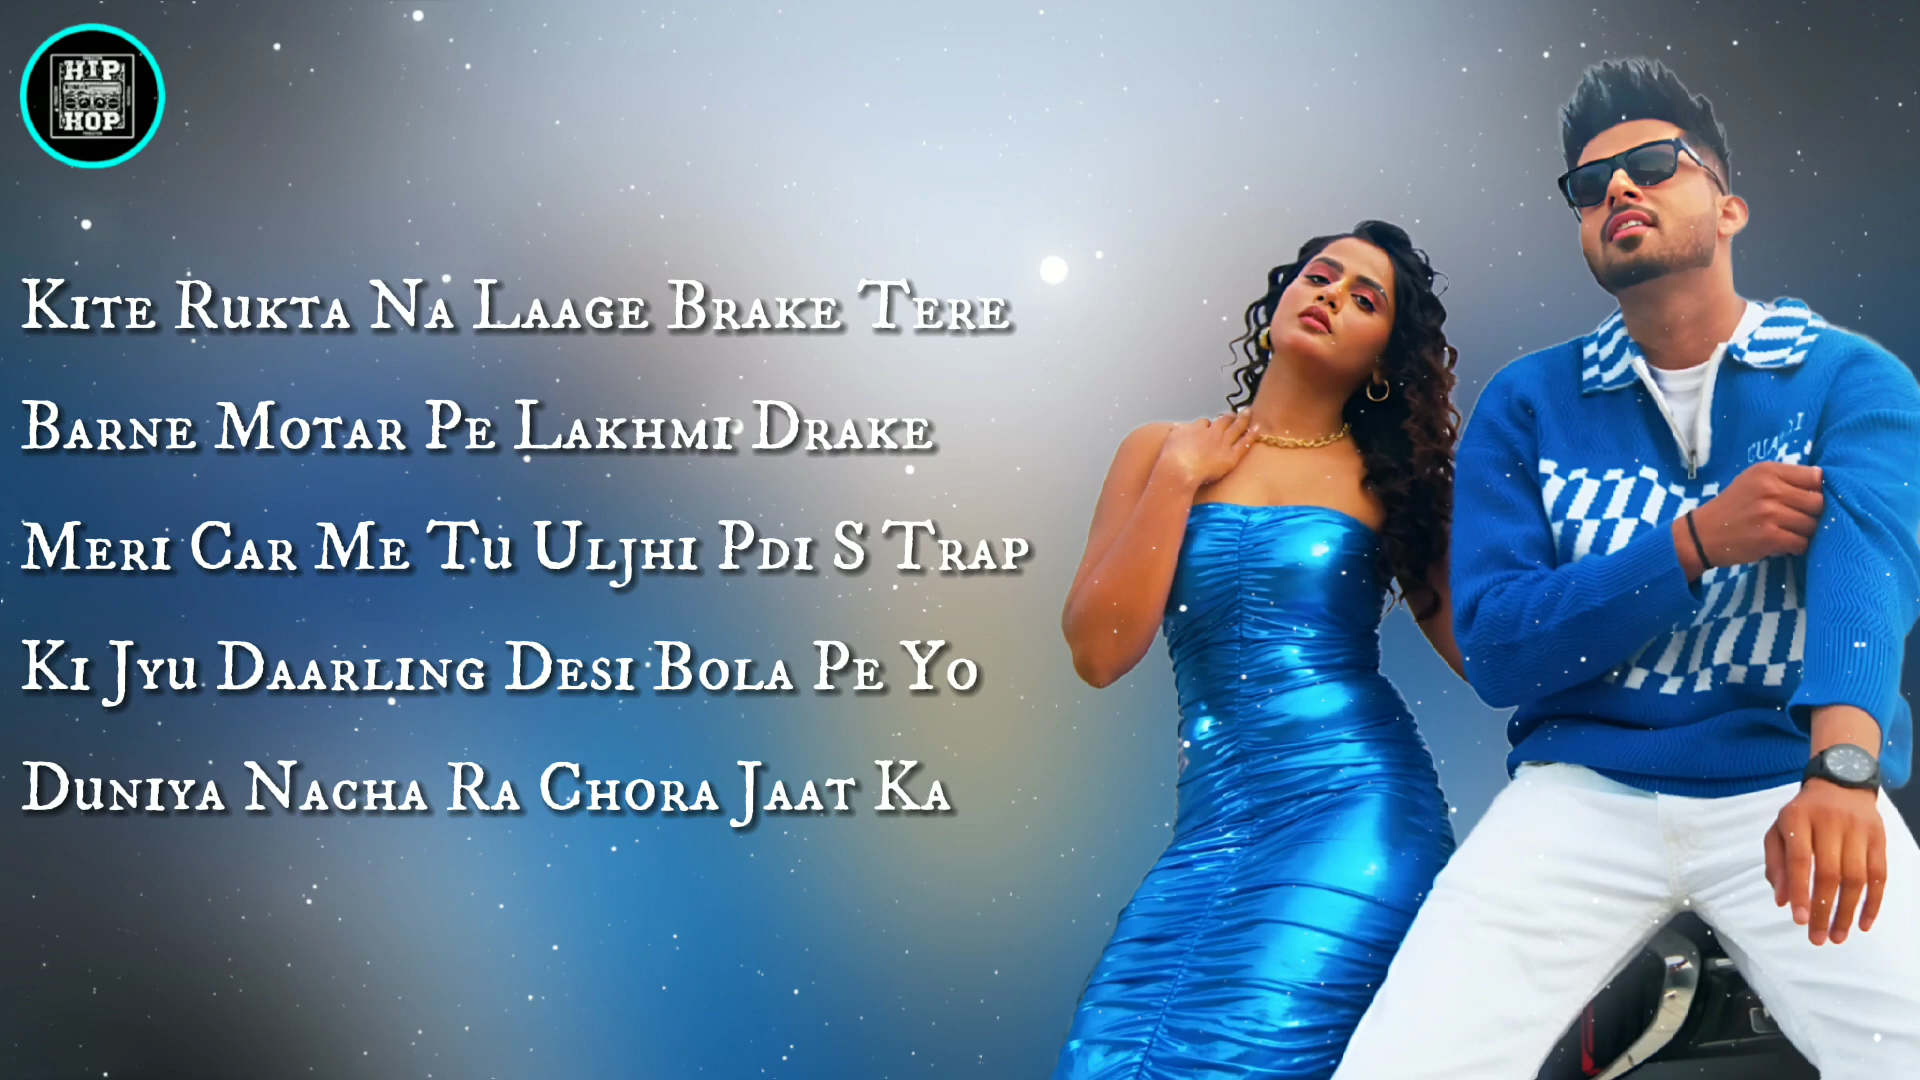 HIP
HOP
Kite Rukta Na Laage Brake Tere
Barne Motar Pe Lakhmi Drake
Meri Car Me Tu Uljhi Pdi S Trap
Ki Jyu Daarling Desi Bola Pe Yo
Duniya Nacha Ra Chora Jaat Ka